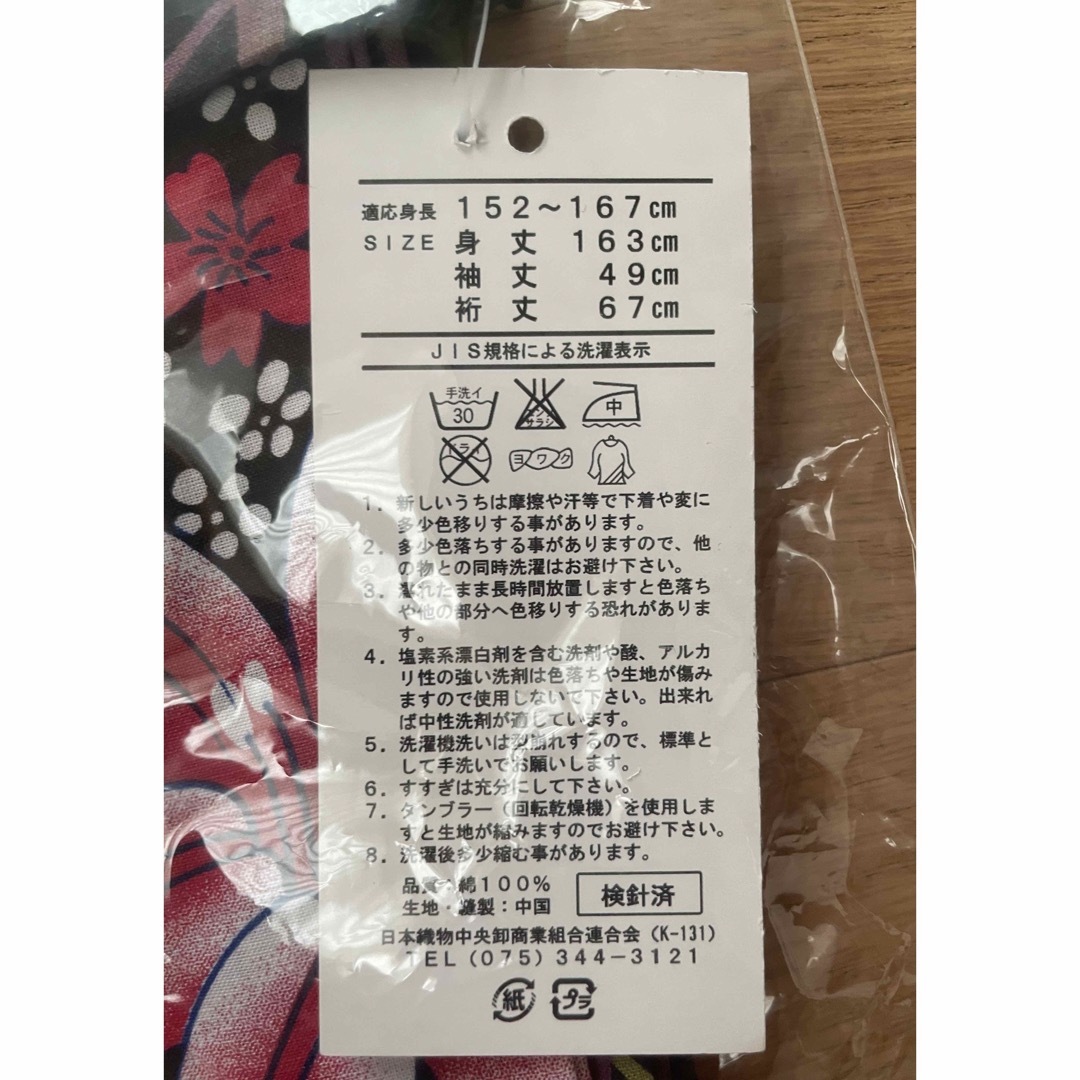 適応身長 152~167cm
SIZE 身丈 163cm
袖丈 49cm
裄丈 67cm
JIS規格による洗濯表示
手洗イ 30
エンソ サラシ
中
ドライ
ヨワク
1. 新しいうちは摩擦や汗等で下着や変に
多少色移りする事があります。
2. 多少色落ちする事がありますので、他
の物との同時洗濯はお避け下さい。
3. 濡れたまま長時間放置しますと色落ち
や他の部分へ色移りする恐れがありま
す。
4. 塩素系漂白剤を含む洗剤や酸、アルカ
リ性の強い洗剤は色落ちや生地が傷み
ますので使用しないで下さい。出来れ
ば中性洗剤が適しています。
5. 洗濯機洗いは型崩れするので、標準と
して手洗いでお願いします。
6. すすぎは充分にして下さい。
7. タンブラー(回転乾燥機)を使用しま
すと生地が縮みますのでお避け下さい。
8. 洗濯後多少縮む事があります。
品質:綿100%
生地・縫製:中国
検針済
日本織物中央卸商業組合連合会(K-131)
TEL(075)344-3121
紙 プラ